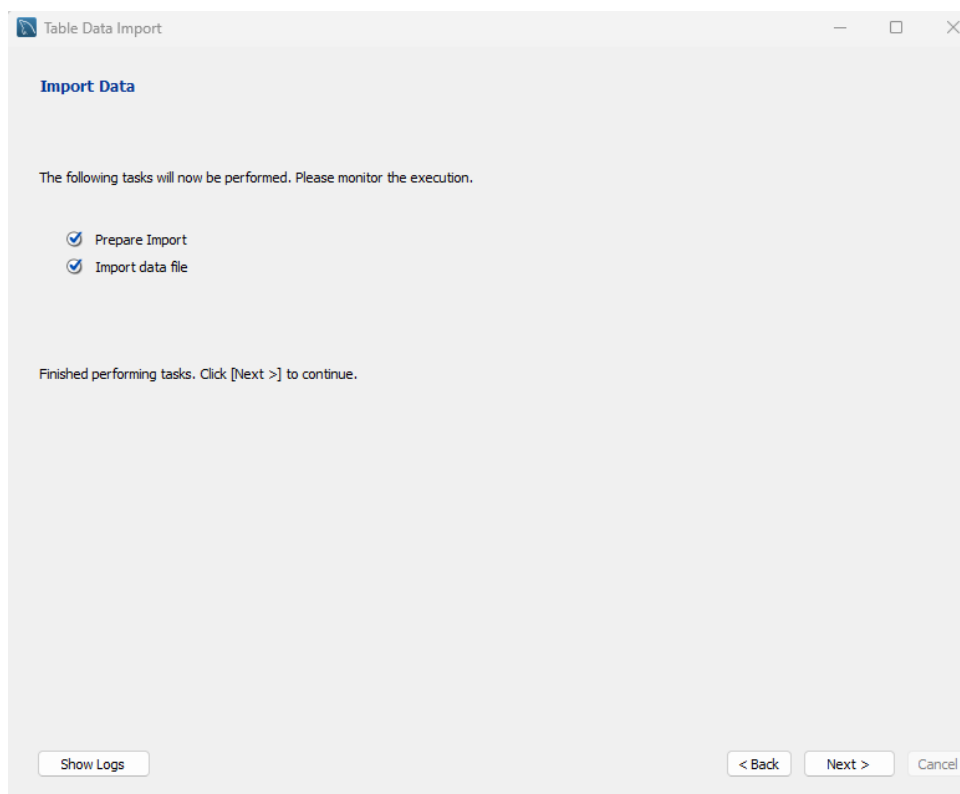 Table Data Import
Import Data
The following tasks will now be performed. Please monitor the execution.
Prepare Import
Import data file
Finished performing tasks. Click [Next >] to continue.
Show Logs
< Back
Next >
Cancel